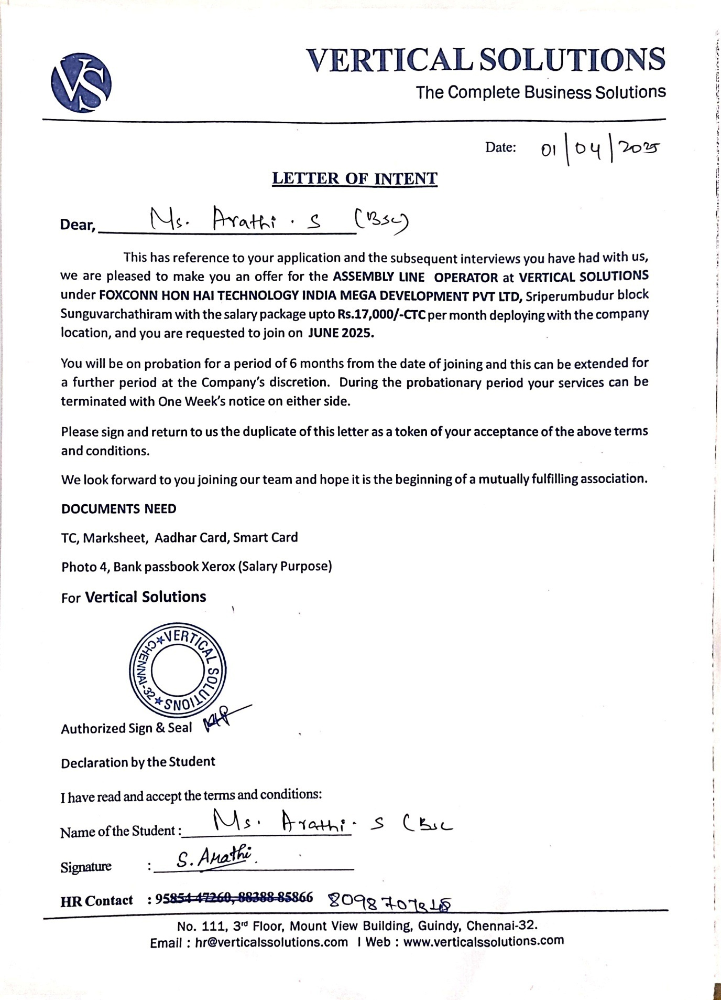 VS
VERTICAL SOLUTIONS
The Complete Business Solutions
Date: 01/04/2025
LETTER OF INTENT
Dear, Ms. Arathi . S (BSC)
This has reference to your application and the subsequent interviews you have had with us,
we are pleased to make you an offer for the ASSEMBLY LINE OPERATOR at VERTICAL SOLUTIONS
under FOXCONN HON HAI TECHNOLOGY INDIA MEGA DEVELOPMENT PVT LTD, Sriperumbudur block
Sunguvarchathiram with the salary package upto Rs.17,000/-CTC per month deploying with the company
location, and you are requested to join on JUNE 2025.
You will be on probation for a period of 6 months from the date of joining and this can be extended for
a further period at the Company's discretion. During the probationary period your services can be
terminated with One Week's notice on either side.
Please sign and return to us the duplicate of this letter as a token of your acceptance of the above terms
and conditions.
We look forward to you joining our team and hope it is the beginning of a mutually fulfilling association.
DOCUMENTS NEED
TC, Marksheet, Aadhar Card, Smart Card
Photo 4, Bank passbook Xerox (Salary Purpose)
For Vertical Solutions
★VERTICAL SOLUTIONS★
CHENNAI-32
Authorized Sign & Seal
Declaration by the Student
I have read and accept the terms and conditions:
Name of the Student : Ms. Arathi . S (BSC
Signature : S. Arathi.
HR Contact : 95854 47260, 88388 85866
No. 111, 3rd Floor, Mount View Building, Guindy, Chennai-32.
Email : hr@verticalssolutions.com I Web : www.verticalssolutions.com